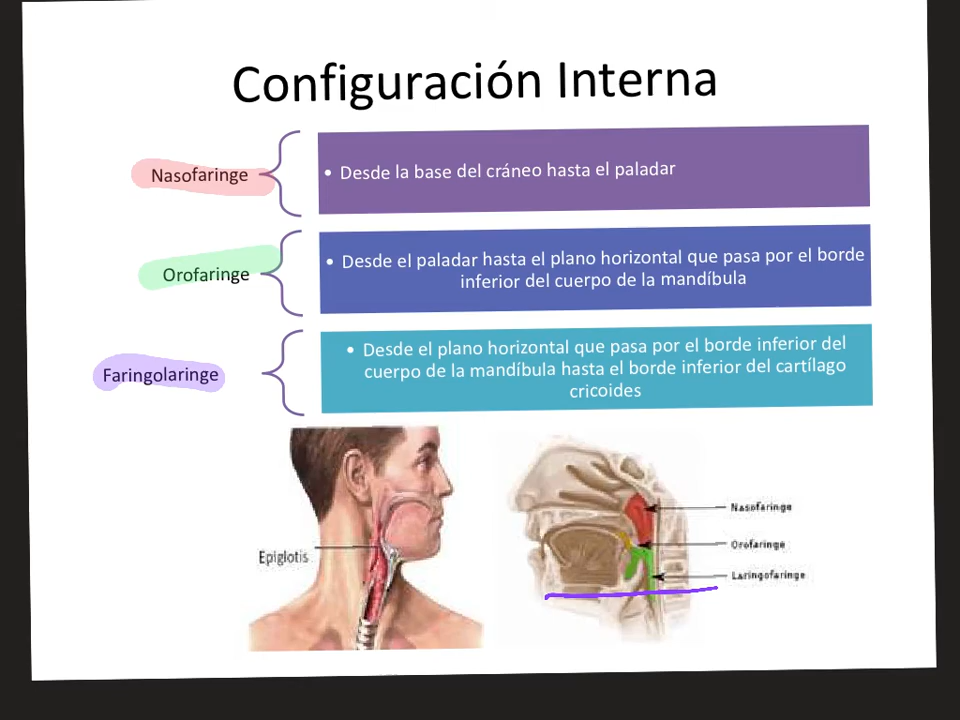 Configuración Interna
Nasofaringe
• Desde la base del cráneo hasta el paladar
Orofaringe
• Desde el paladar hasta el plano horizontal que pasa por el borde
inferior del cuerpo de la mandíbula
Faringolaringe
• Desde el plano horizontal que pasa por el borde inferior del
cuerpo de la mandíbula hasta el borde inferior del cartílago
cricoides
Epiglotis
Nasofaringe
Orofaringe
Laringofaringe